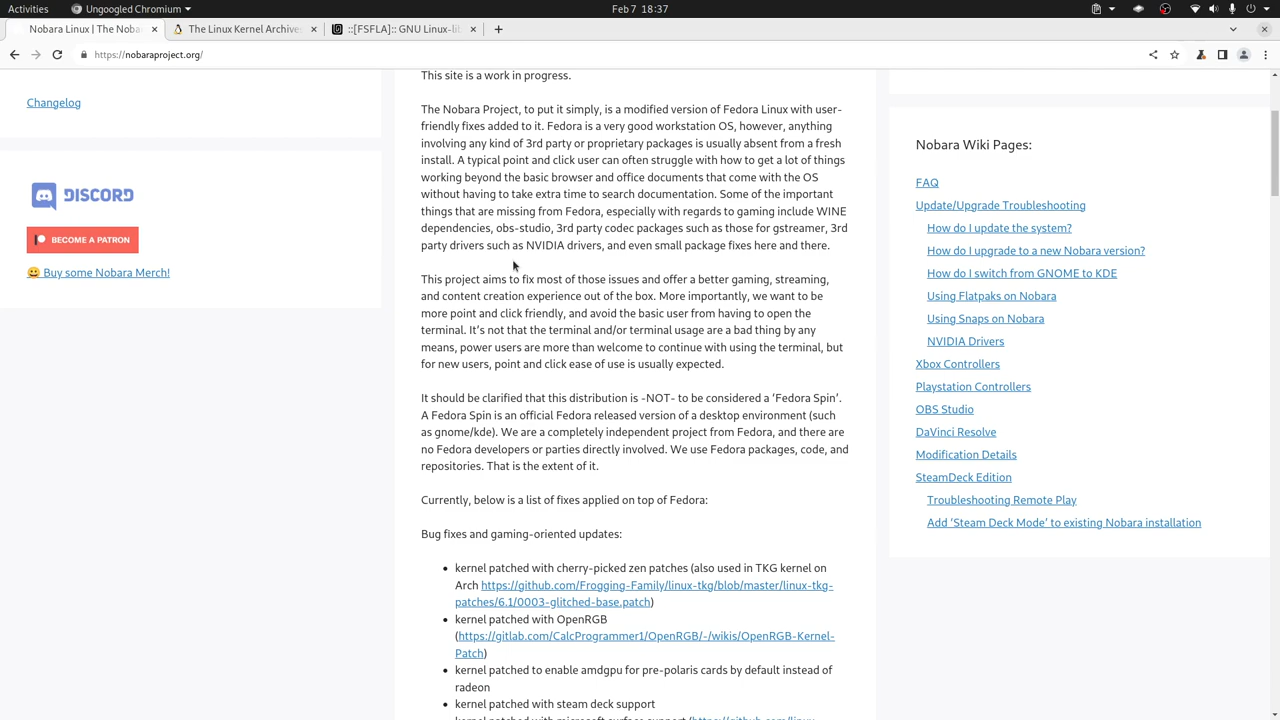 Activities
Ungoogled Chromium
Feb 7 18:37
Nobara Linux | The Noba
The Linux Kernel Archives
::[FSFLA]:: GNU Linux-lib
https://nobaraproject.org/
Changelog
DISCORD
BECOME A PATRON
😀 Buy some Nobara Merch!
This site is a work in progress.
The Nobara Project, to put it simply, is a modified version of Fedora Linux with user-
friendly fixes added to it. Fedora is a very good workstation OS, however, anything
involving any kind of 3rd party or proprietary packages is usually absent from a fresh
install. A typical point and click user can often struggle with how to get a lot of things
working beyond the basic browser and office documents that come with the OS
without having to take extra time to search documentation. Some of the important
things that are missing from Fedora, especially with regards to gaming include WINE
dependencies, obs-studio, 3rd party codec packages such as those for gstreamer, 3rd
party drivers such as NVIDIA drivers, and even small package fixes here and there.
This project aims to fix most of those issues and offer a better gaming, streaming,
and content creation experience out of the box. More importantly, we want to be
more point and click friendly, and avoid the basic user from having to open the
terminal. It's not that the terminal and/or terminal usage are a bad thing by any
means, power users are more than welcome to continue with using the terminal, but
for new users, point and click ease of use is usually expected.
It should be clarified that this distribution is -NOT- to be considered a ‘Fedora Spin’.
A Fedora Spin is an official Fedora released version of a desktop environment (such
as gnome/kde). We are a completely independent project from Fedora, and there are
no Fedora developers or parties directly involved. We use Fedora packages, code, and
repositories. That is the extent of it.
Currently, below is a list of fixes applied on top of Fedora:
Bug fixes and gaming-oriented updates:
• kernel patched with cherry-picked zen patches (also used in TKG kernel on
Arch https://github.com/Frogging-Family/linux-tkg/blob/master/linux-tkg-
patches/6.1/0003-glitched-base.patch)
• kernel patched with OpenRGB
(https://gitlab.com/CalcProgrammer1/OpenRGB/-/wikis/OpenRGB-Kernel-
Patch)
• kernel patched to enable amdgpu for pre-polaris cards by default instead of
radeon
• kernel patched with steam deck support
• kernel patched with microsoft surface support (https://github.com/linux-
Nobara Wiki Pages:
FAQ
Update/Upgrade Troubleshooting
How do I update the system?
How do I upgrade to a new Nobara version?
How do I switch from GNOME to KDE
Using Flatpaks on Nobara
Using Snaps on Nobara
NVIDIA Drivers
Xbox Controllers
Playstation Controllers
OBS Studio
DaVinci Resolve
Modification Details
SteamDeck Edition
Troubleshooting Remote Play
Add ‘Steam Deck Mode’ to existing Nobara installation